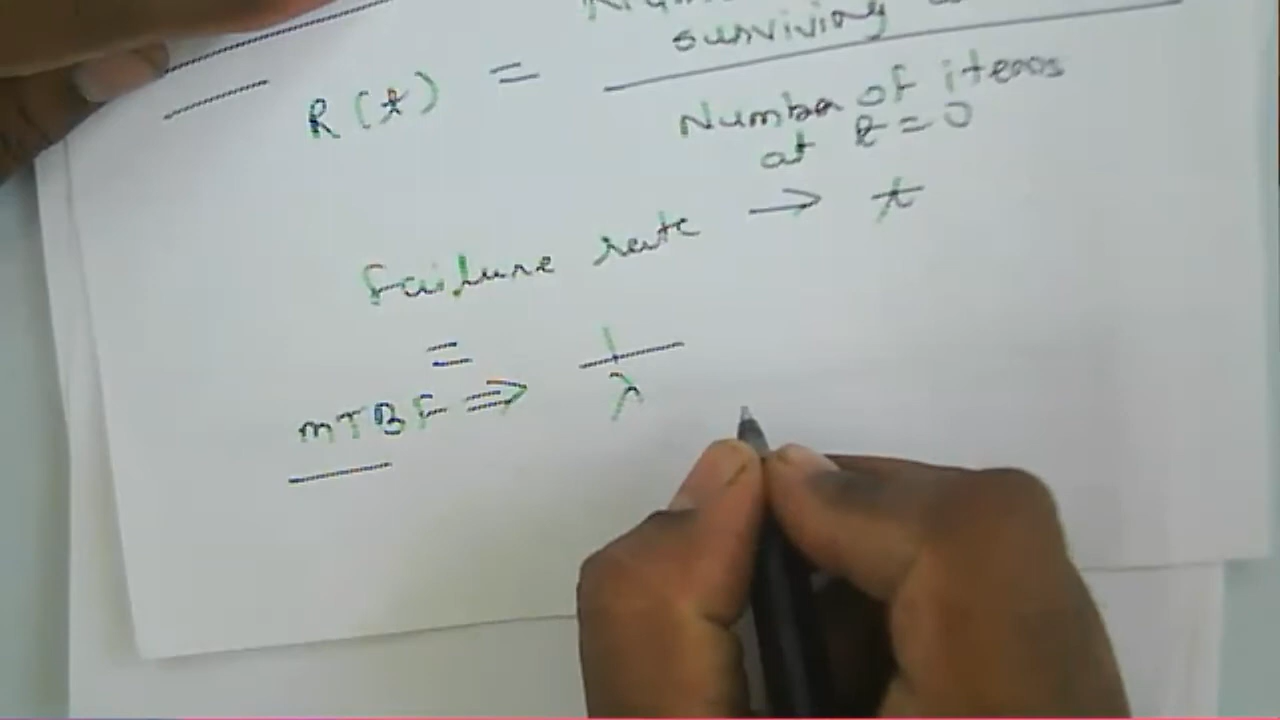 surviving
R(t) =
Number of items
at t = 0
Failure rate → t
=
MTBF ⇒ 1/λ